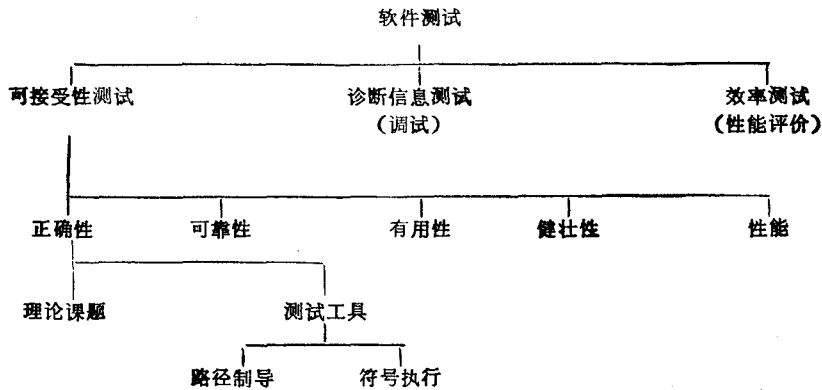 软件测试
可接受性测试
诊断信息测试
(调试)
效率测试
(性能评价)
正确性
可靠性
有用性
健壮性
性能
理论课题
测试工具
路径制导
符号执行